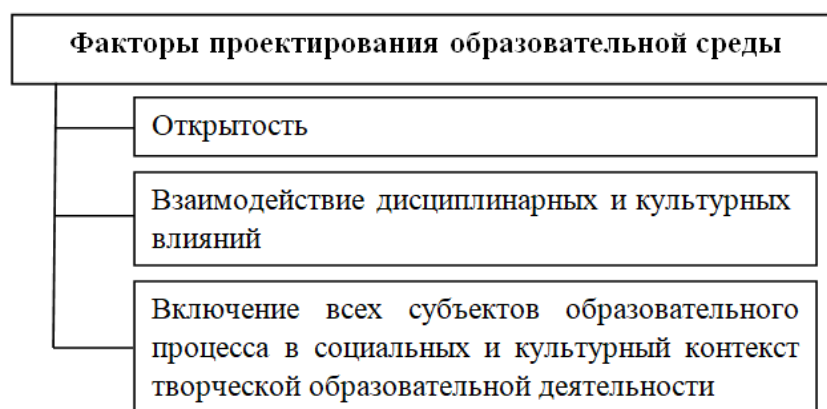 Факторы проектирования образовательной среды
Открытость
Взаимодействие дисциплинарных и культурных
влияний
Включение всех субъектов образовательного
процесса в социальных и культурный контекст
творческой образовательной деятельности